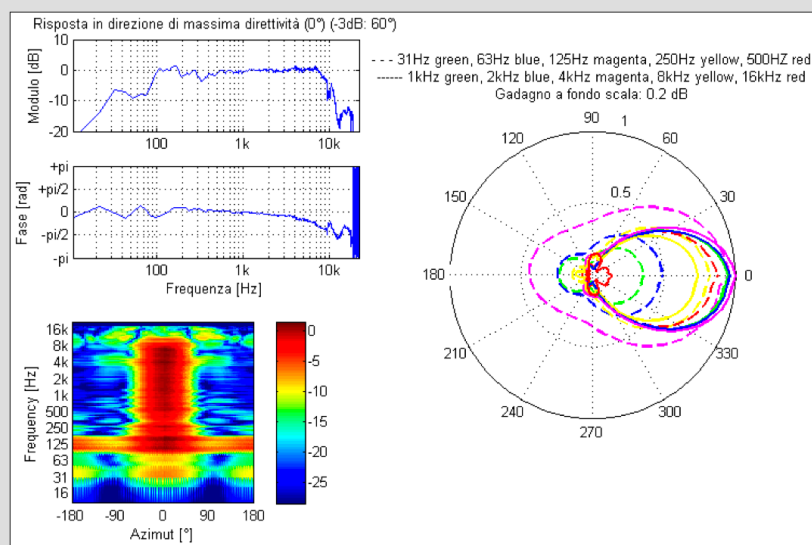 Risposta in direzione di massima direttività (0°) (-3dB: 60°)
10
0
-10
-20
Modulo [dB]
100
1k
10k
+pi
+pi/2
0
-pi/2
-pi
Fase [rad]
100
1k
10k
Frequenza [Hz]
- - - 31Hz green, 63Hz blue, 125Hz magenta, 250Hz yellow, 500HZ red
------ 1kHz green, 2kHz blue, 4kHz magenta, 8kHz yellow, 16kHz red
Gadagno a fondo scala: 0.2 dB
90
1
120
60
150
0.5
30
180
0
210
330
240
300
270
16k
8k
4k
2k
1k
500
250
125
63
31
16
Frequency [Hz]
-180
-90
0
90
180
Azimut [°]
0
-5
-10
-15
-20
-25